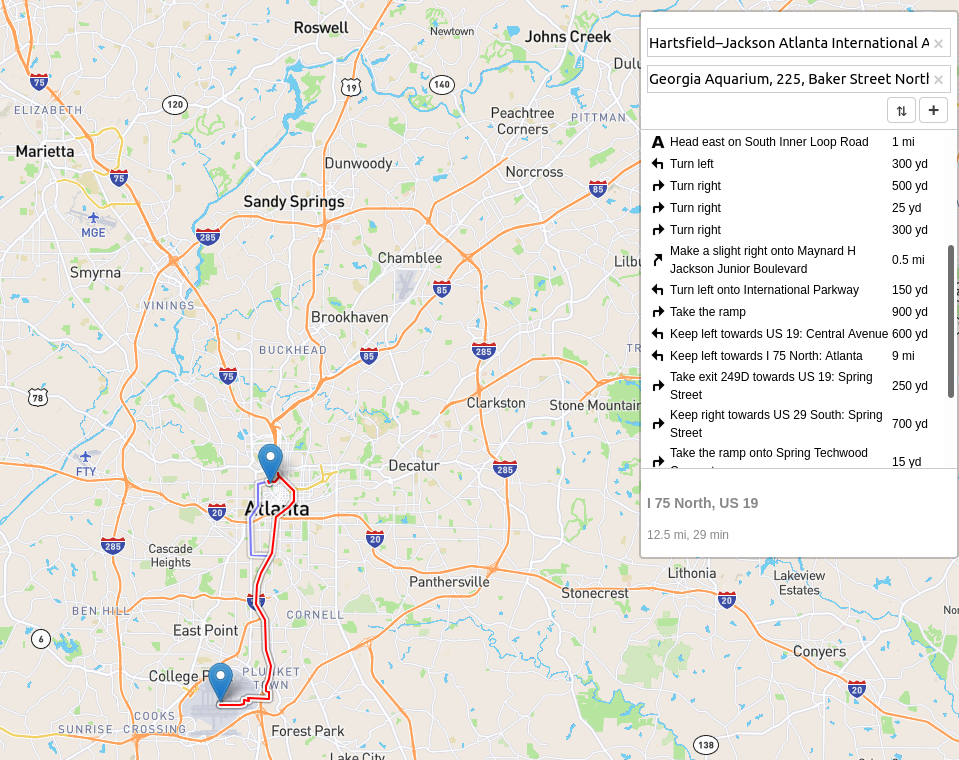 Roswell
Newtown
Johns Creek
Dulu
75
19
140
120
ELIZABETH
Peachtree
Corners
PITTMAN
Marietta
Dunwoody
75
Norcross
85
Sandy Springs
MGE
285
Chamblee
Lilbu
Smyrna
85
VININGS
Brookhaven
BUCKHEAD
85
285
TR
75
78
Clarkston
Stone Mountain
FTY
Decatur
285
20
Atlanta
20
285
Cascade
Heights
Panthersville
Lithonia
Lakeview
Estates
Stonecrest
20
BEN HILL
CORNELL
Nor
East Point
6
Conyers
College P
PLUNKET
TOWN
20
COOKS
CROSSING
SUNRISE
Forest Park
138
Lake City
Hartsfield–Jackson Atlanta International A
Georgia Aquarium, 225, Baker Street North
Head east on South Inner Loop Road 1 mi
Turn left 300 yd
Turn right 500 yd
Turn right 25 yd
Turn right 300 yd
Make a slight right onto Maynard H
Jackson Junior Boulevard 0.5 mi
Turn left onto International Parkway 150 yd
Take the ramp 900 yd
Keep left towards US 19: Central Avenue 600 yd
Keep left towards I 75 North: Atlanta 9 mi
Take exit 249D towards US 19: Spring
Street 250 yd
Keep right towards US 29 South: Spring
Street 700 yd
Take the ramp onto Spring Techwood
15 yd
I 75 North, US 19
12.5 mi, 29 min